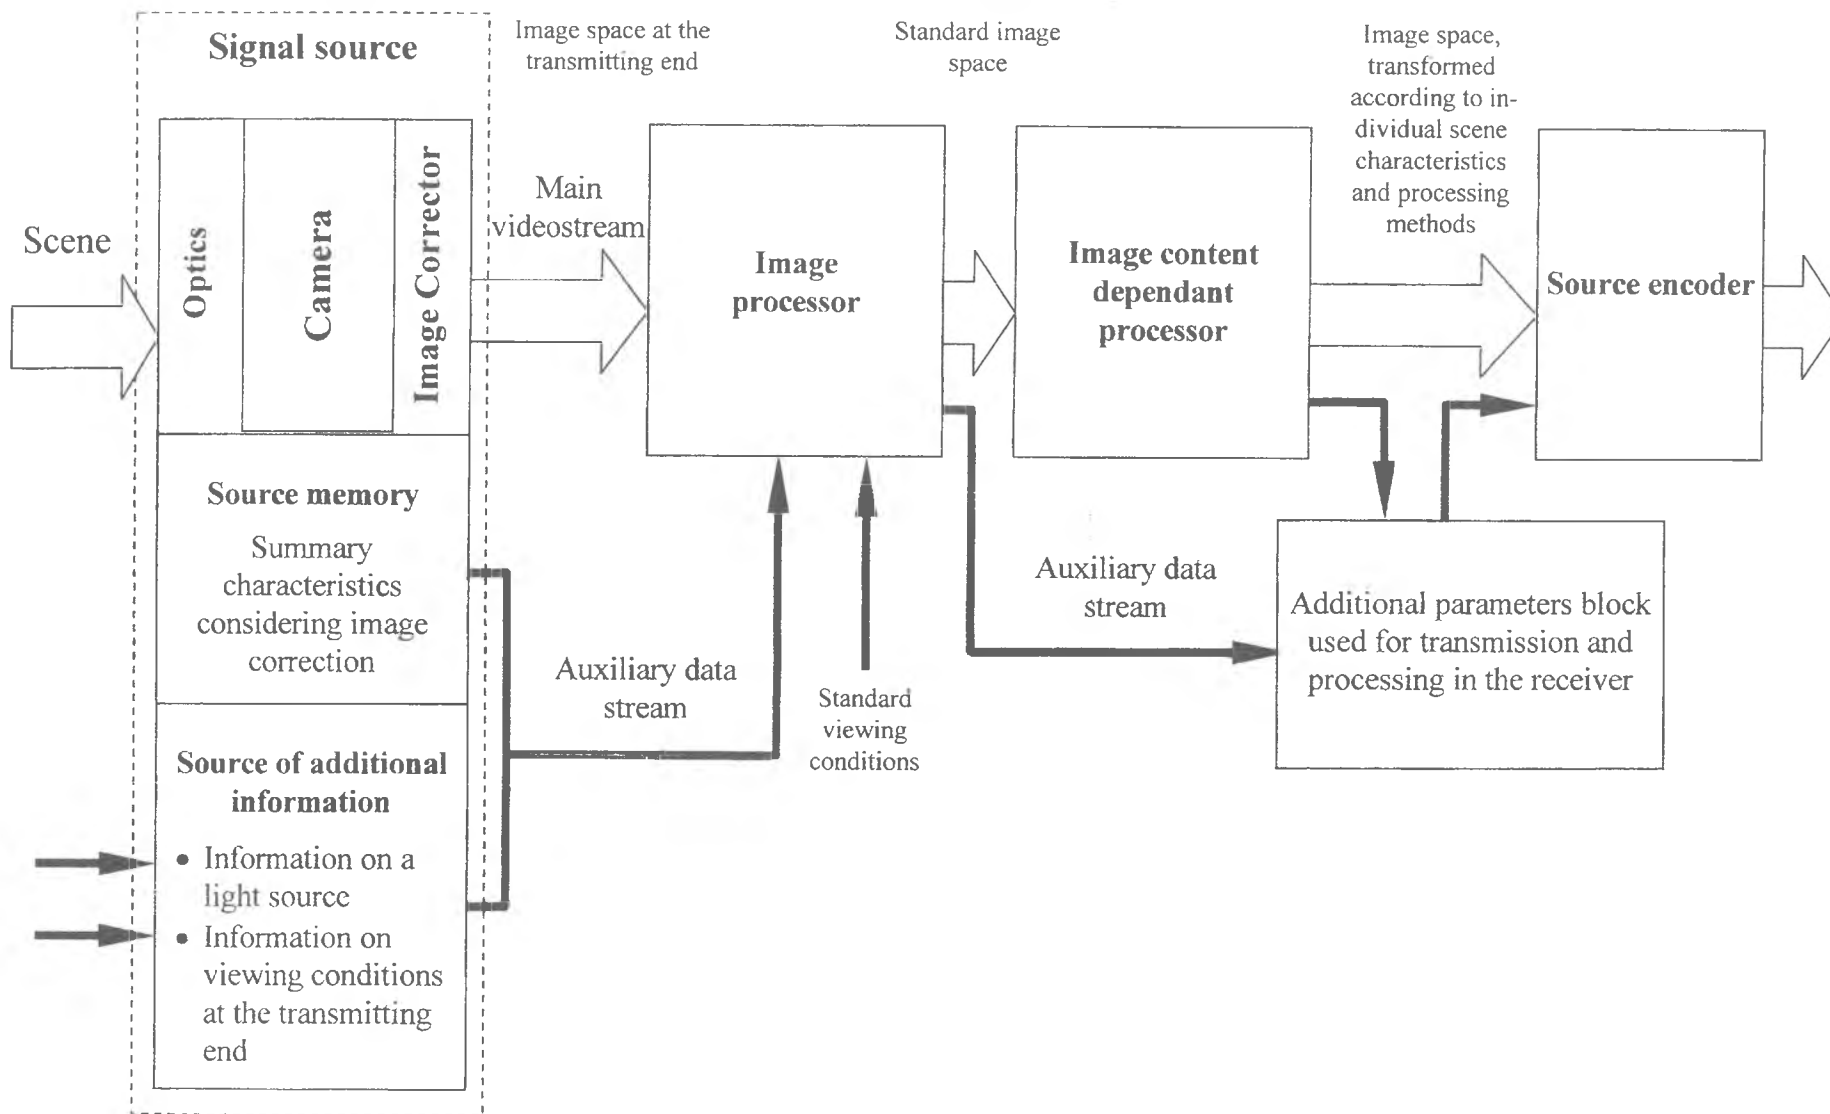 Signal source
Image space at the
transmitting end
Standard image
space
Image space,
transformed
according to in-
dividual scene
characteristics
and processing
methods
Scene
Optics
Camera
Image Corrector
Main
videostream
Image
processor
Image content
dependant
processor
Source encoder
Source memory
Summary
characteristics
considering image
correction
Auxiliary data
stream
Standard
viewing
conditions
Auxiliary data
stream
Additional parameters block
used for transmission and
processing in the receiver
Source of additional
information
• Information on a
light source
• Information on
viewing conditions
at the transmitting
end